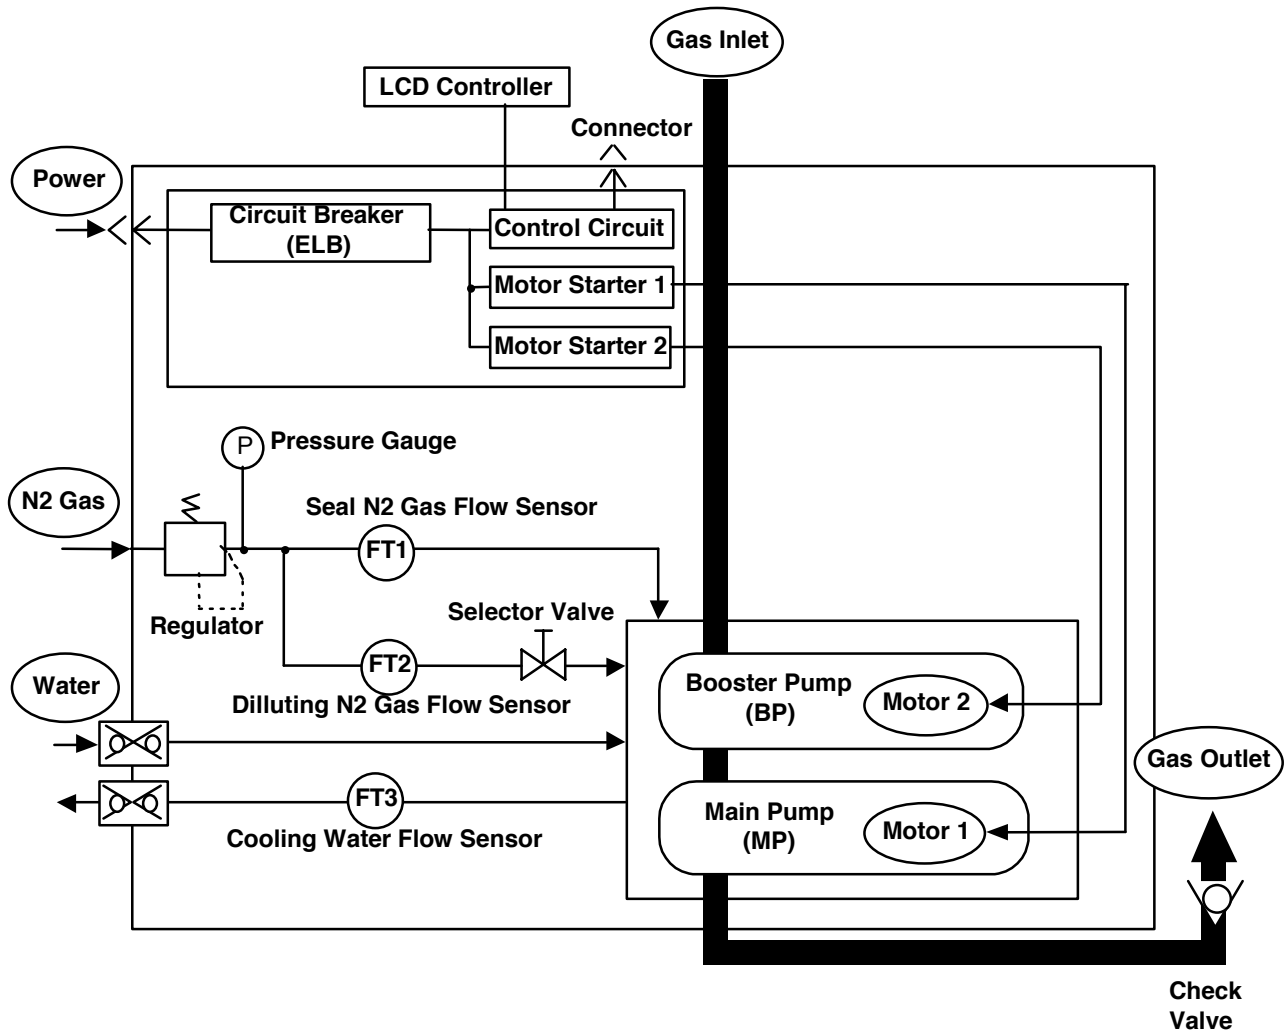 Gas Inlet
LCD Controller
Connector
Power
Circuit Breaker
(ELB)
Control Circuit
Motor Starter 1
Motor Starter 2
P
Pressure Gauge
N2 Gas
Seal N2 Gas Flow Sensor
FT1
Regulator
Selector Valve
FT2
Dilluting N2 Gas Flow Sensor
Water
Booster Pump
(BP)
Motor 2
Gas Outlet
FT3
Cooling Water Flow Sensor
Main Pump
(MP)
Motor 1
Check
Valve